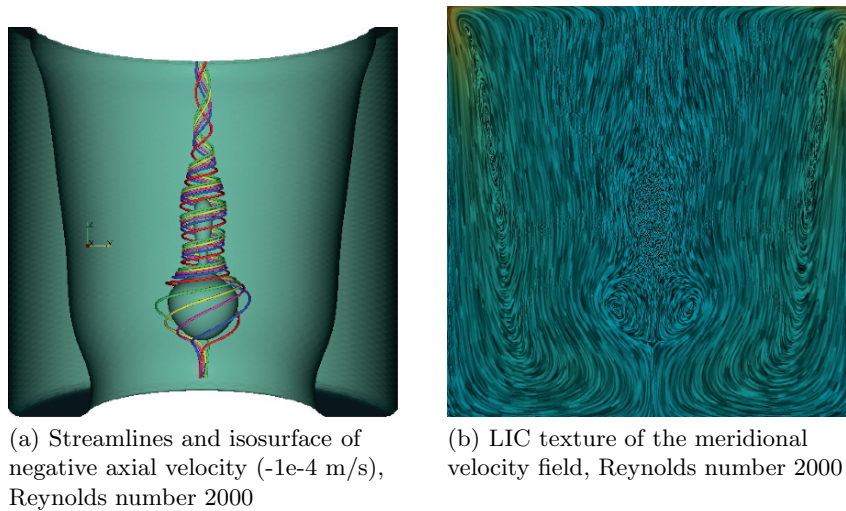 (a) Streamlines and isosurface of
negative axial velocity (-1e-4 m/s),
Reynolds number 2000
(b) LIC texture of the meridional
velocity field, Reynolds number 2000